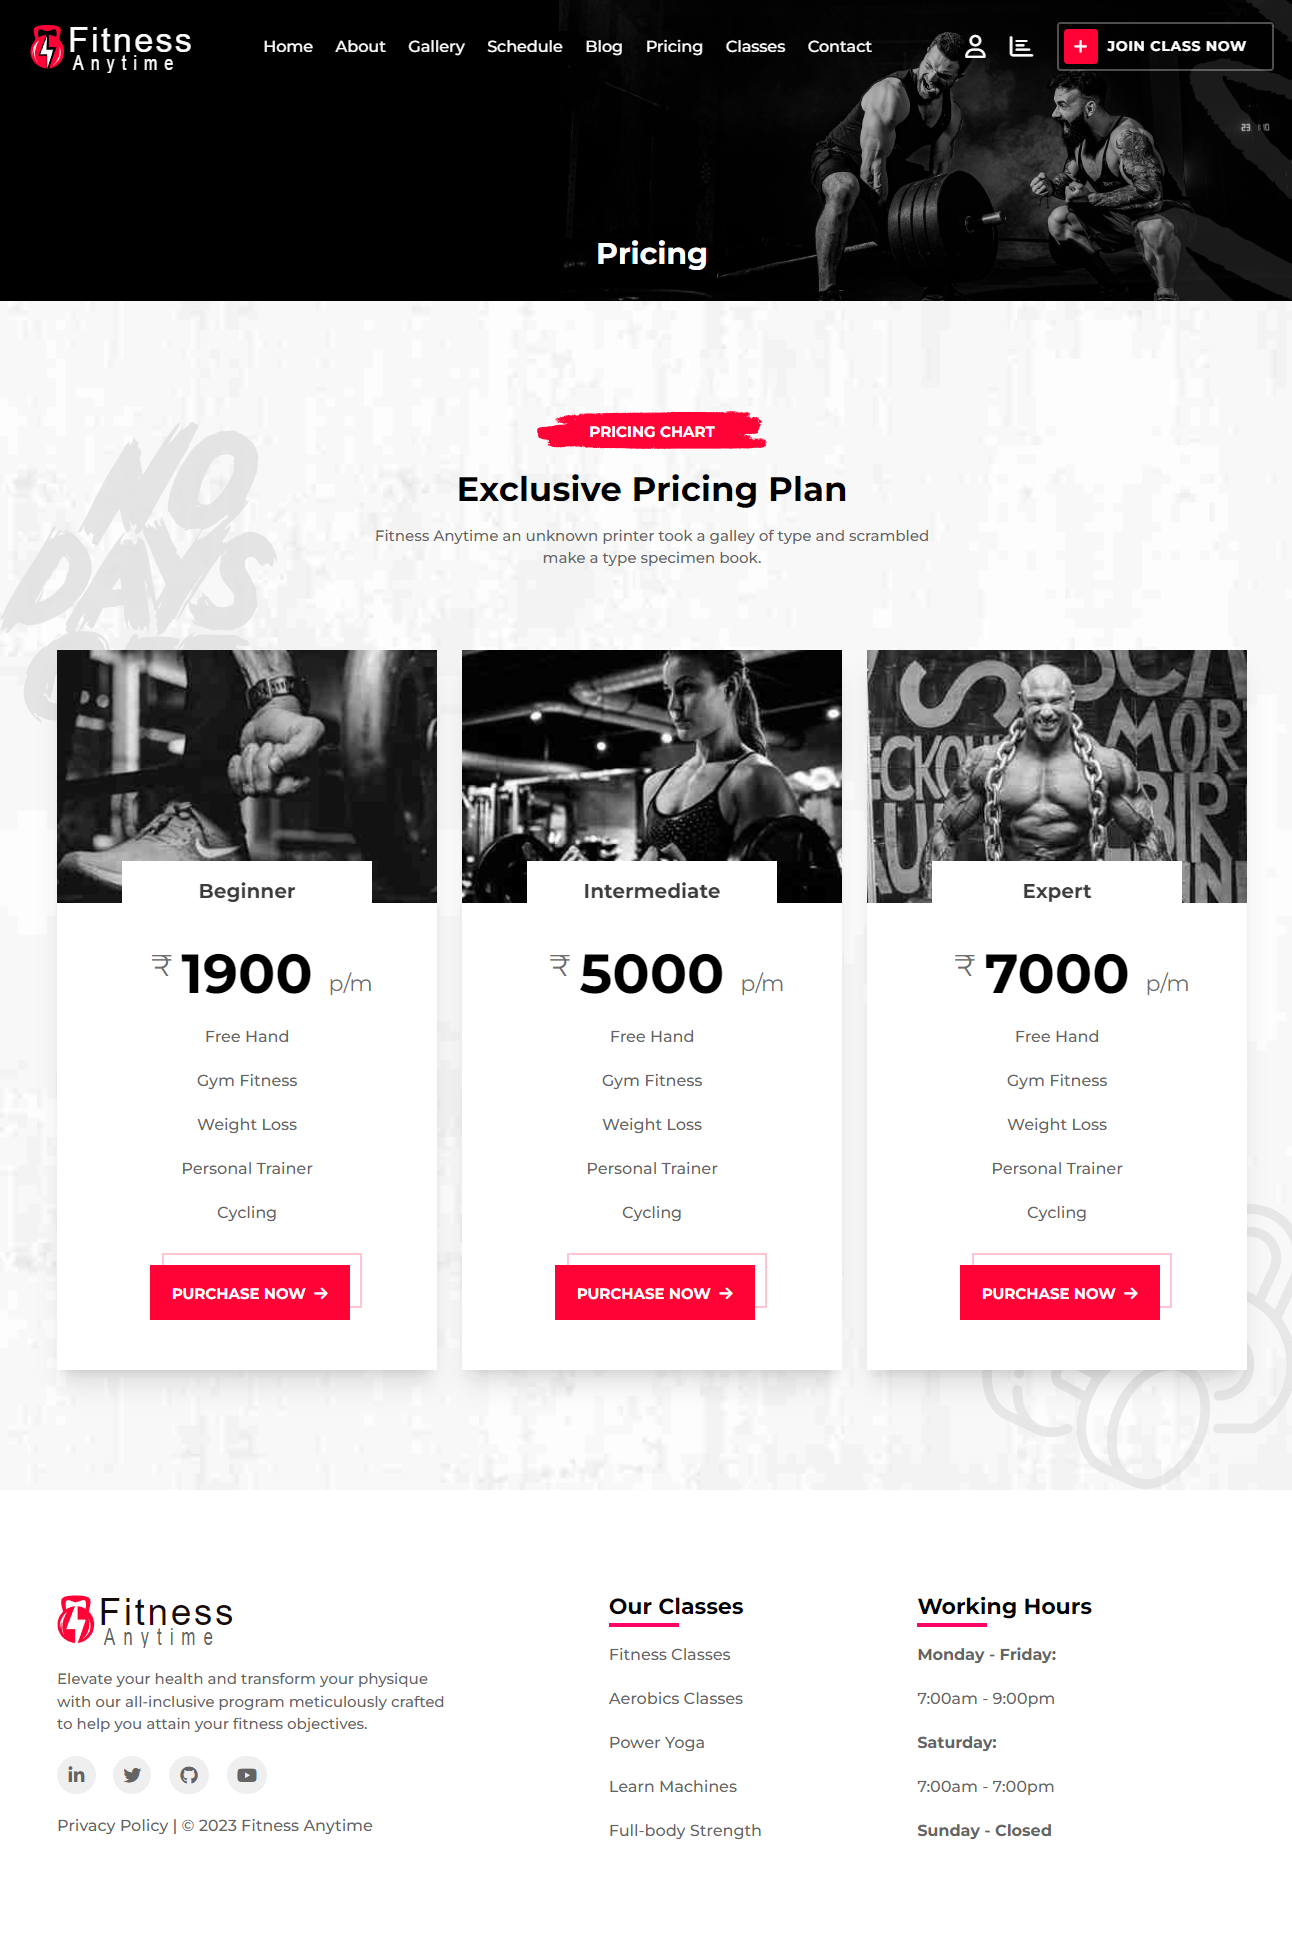 Fitness
Anytime
Home About Gallery Schedule Blog Pricing Classes Contact
JOIN CLASS NOW
Pricing
PRICING CHART
Exclusive Pricing Plan
Fitness Anytime an unknown printer took a galley of type and scrambled
make a type specimen book.
NO
DAYS
Beginner
₹ 1900 p/m
Free Hand
Gym Fitness
Weight Loss
Personal Trainer
Cycling
PURCHASE NOW →
Intermediate
₹ 5000 p/m
Free Hand
Gym Fitness
Weight Loss
Personal Trainer
Cycling
PURCHASE NOW →
Expert
₹ 7000 p/m
Free Hand
Gym Fitness
Weight Loss
Personal Trainer
Cycling
PURCHASE NOW →
Fitness
Anytime
Elevate your health and transform your physique
with our all-inclusive program meticulously crafted
to help you attain your fitness objectives.
in
Privacy Policy | © 2023 Fitness Anytime
Our Classes
Fitness Classes
Aerobics Classes
Power Yoga
Learn Machines
Full-body Strength
Working Hours
Monday - Friday:
7:00am - 9:00pm
Saturday:
7:00am - 7:00pm
Sunday - Closed